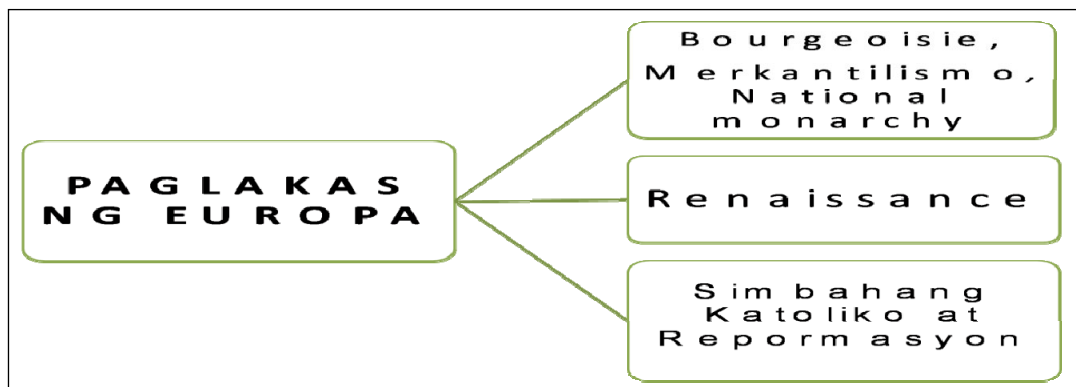 PAGLAKAS
NG EUROPA
Bourgeoisie,
Merkantilismo,
National
monarchy
Renaissance
Simbahang
Katoliko at
Repormasyon